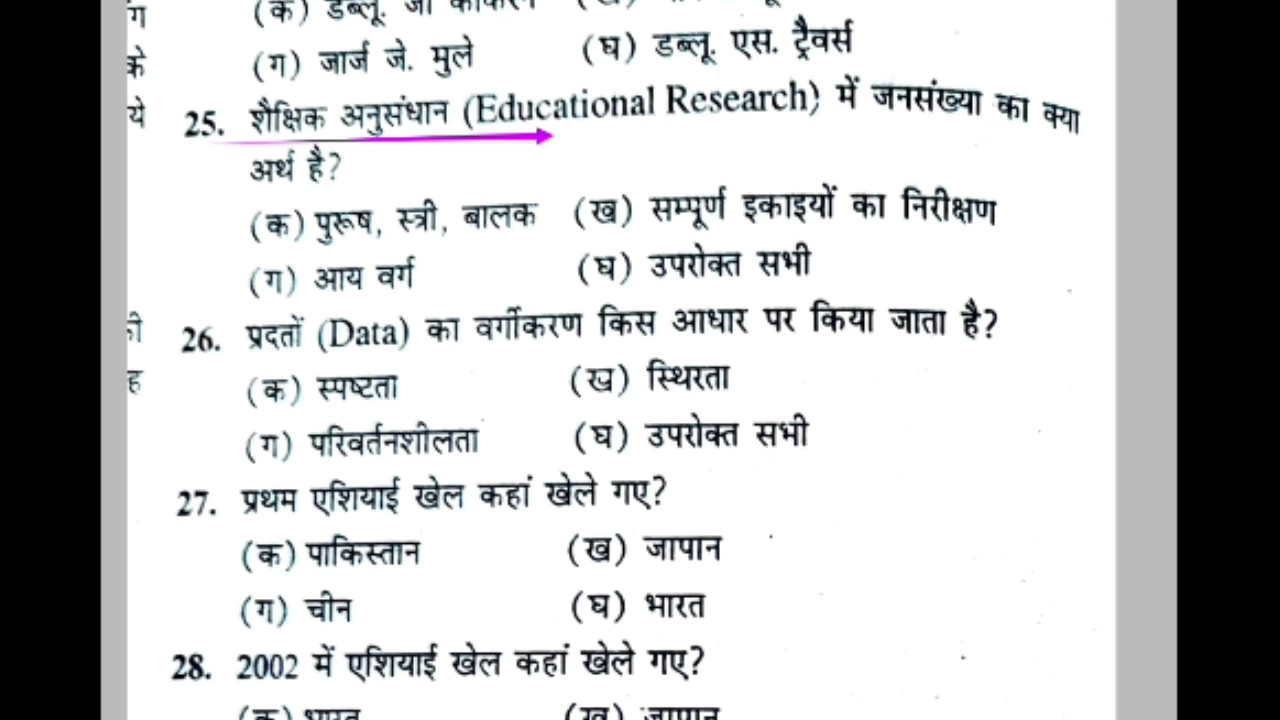 ग
(क) डब्लू. जी
के
(ग) जार्ज जे. मुले (घ) डब्लू. एस. ट्रैवर्स
ये
25. शैक्षिक अनुसंधान (Educational Research) में जनसंख्या का क्या
अर्थ है?
(क) पुरूष, स्त्री, बालक (ख) सम्पूर्ण इकाइयों का निरीक्षण
(ग) आय वर्ग (घ) उपरोक्त सभी
की
26. प्रदतों (Data) का वर्गीकरण किस आधार पर किया जाता है?
ह
(क) स्पष्टता (ख) स्थिरता
(ग) परिवर्तनशीलता (घ) उपरोक्त सभी
27. प्रथम एशियाई खेल कहां खेले गए?
(क) पाकिस्तान (ख) जापान
(ग) चीन (घ) भारत
28. 2002 में एशियाई खेल कहां खेले गए?
(क) भारत (ख) जापान